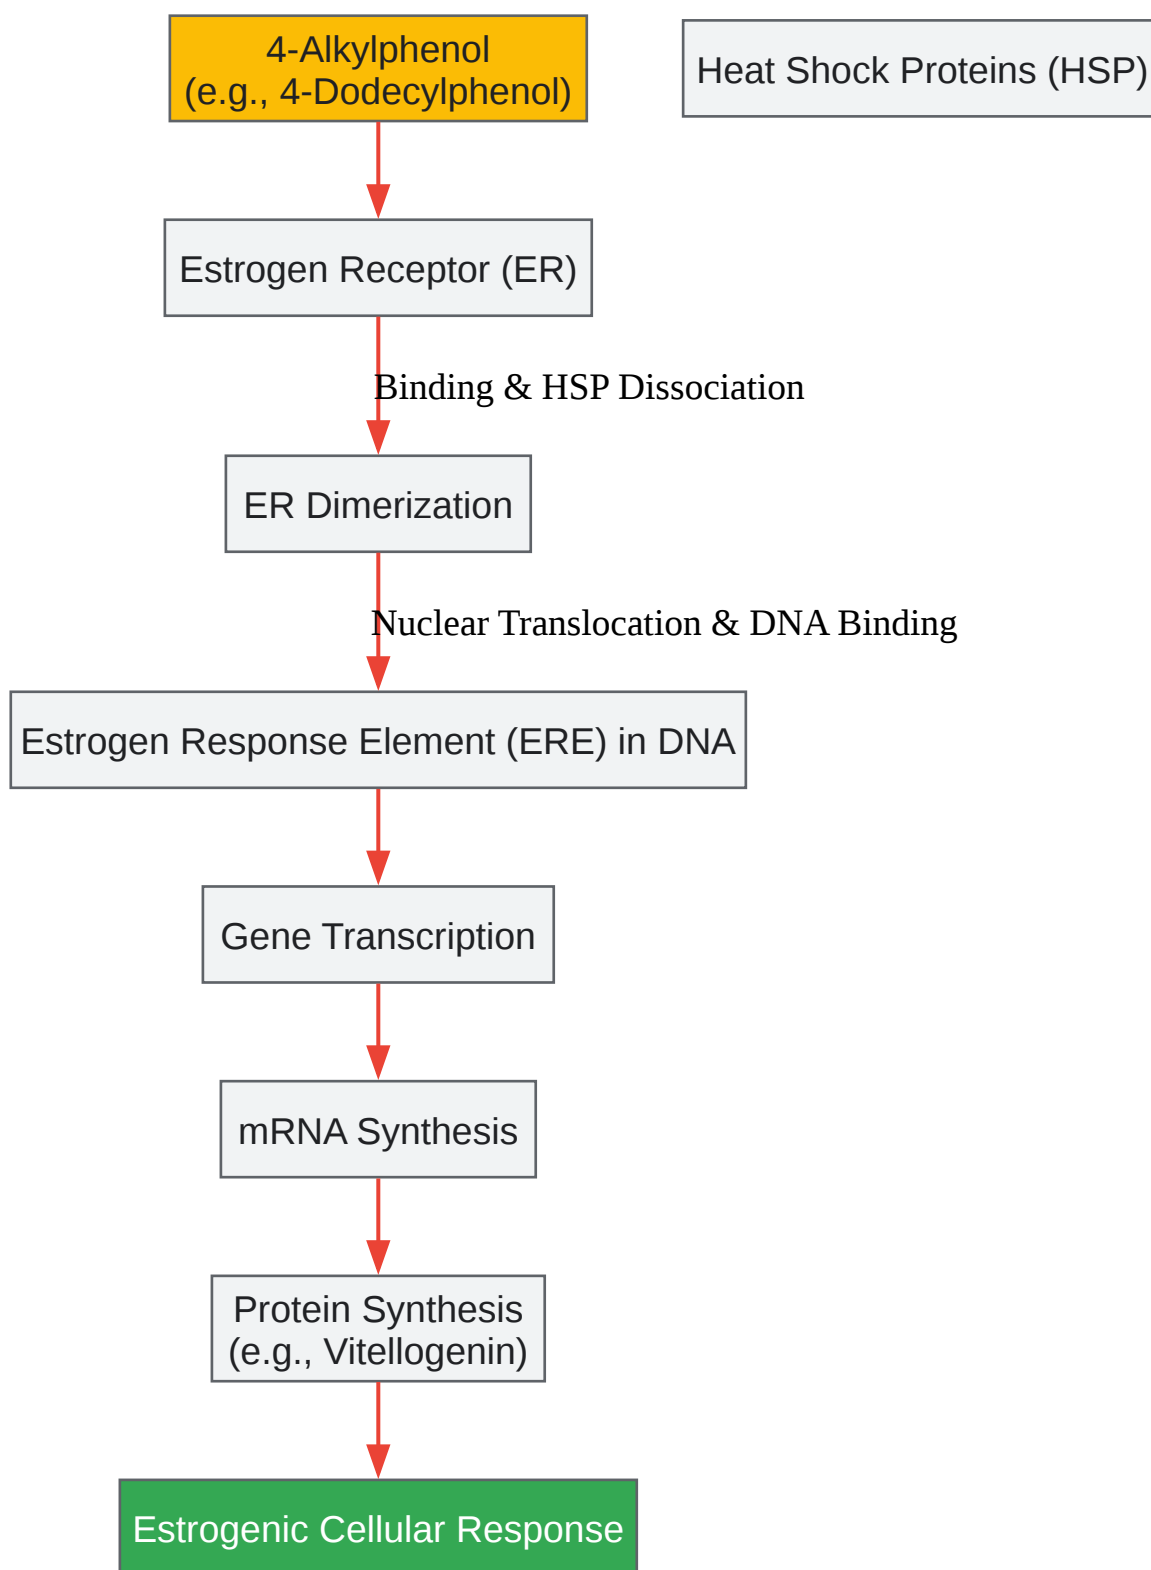 4-Alkylphenol
(e.g., 4-Dodecylphenol)
Heat Shock Proteins (HSP)
Estrogen Receptor (ER)
Binding & HSP Dissociation
ER Dimerization
Nuclear Translocation & DNA Binding
Estrogen Response Element (ERE) in DNA
Gene Transcription
mRNA Synthesis
Protein Synthesis
(e.g., Vitellogenin)
Estrogenic Cellular Response